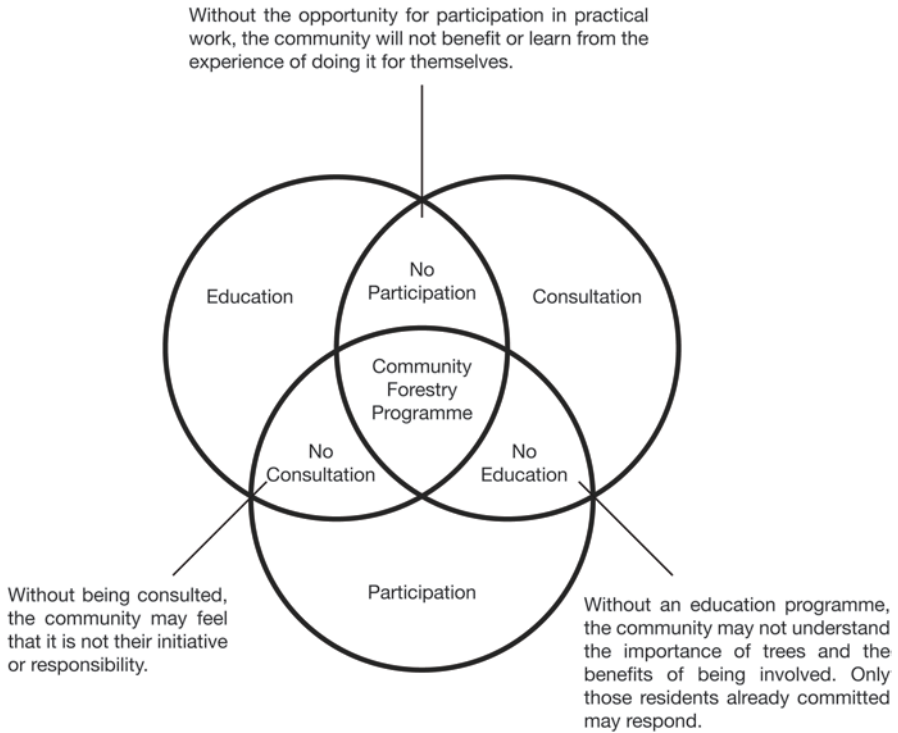 Without the opportunity for participation in practical
work, the community will not benefit or learn from the
experience of doing it for themselves.
No
Participation
Education
Consultation
Community
Forestry
Programme
No
Consultation
No
Education
Participation
Without being consulted,
the community may feel
that it is not their initiative
or responsibility.
Without an education programme,
the community may not understand
the importance of trees and the
benefits of being involved. Only
those residents already committed
may respond.